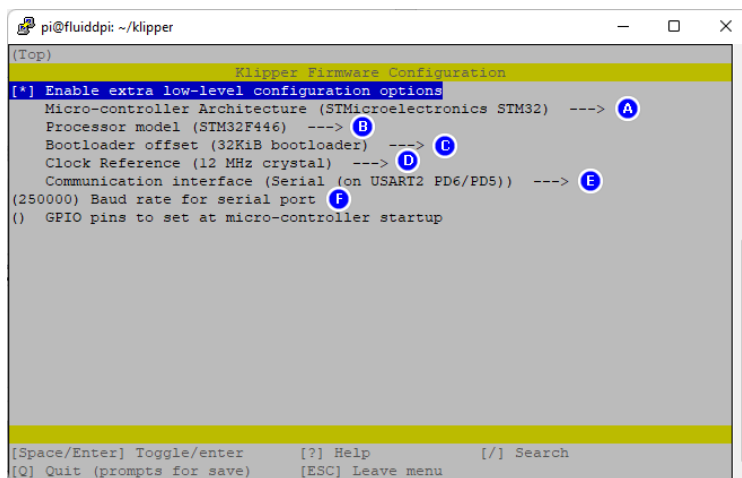 pi@fluiddpi: ~/klipper
(Top)
Klipper Firmware Configuration
[*] Enable extra low-level configuration options
Micro-controller Architecture (STMicroelectronics STM32) ---> A
Processor model (STM32F446) ---> B
Bootloader offset (32KiB bootloader) ---> C
Clock Reference (12 MHz crystal) ---> D
Communication interface (Serial (on USART2 PD6/PD5)) ---> E
(250000) Baud rate for serial port F
() GPIO pins to set at micro-controller startup
[Space/Enter] Toggle/enter [?] Help [/] Search
[Q] Quit (prompts for save) [ESC] Leave menu